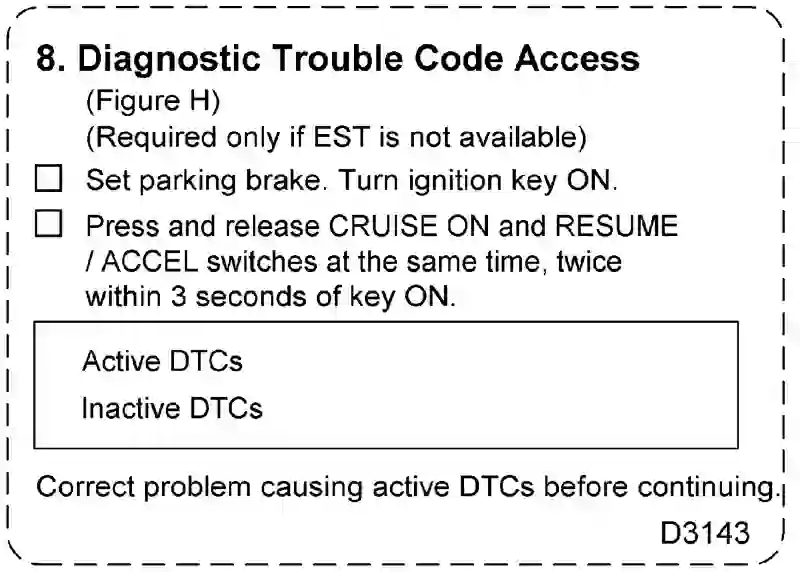 8. Diagnostic Trouble Code Access
(Figure H)
(Required only if EST is not available)
Set parking brake. Turn ignition key ON.
Press and release CRUISE ON and RESUME
/ ACCEL switches at the same time, twice
within 3 seconds of key ON.
Active DTCs
Inactive DTCs
Correct problem causing active DTCs before continuing.
D3143